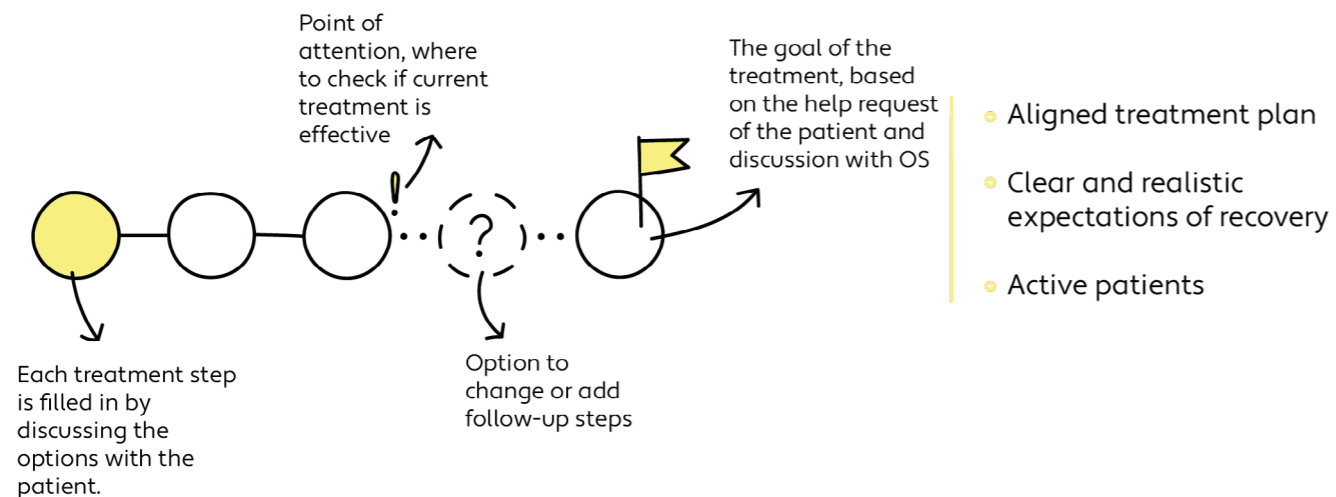 Point of
attention, where
to check if current
treatment is
effective
The goal of the
treatment, based
on the help request
of the patient and
discussion with OS
Aligned treatment plan
Clear and realistic
expectations of recovery
Active patients
!
?
Each treatment step
is filled in by
discussing the
options with the
patient.
Option to
change or add
follow-up steps